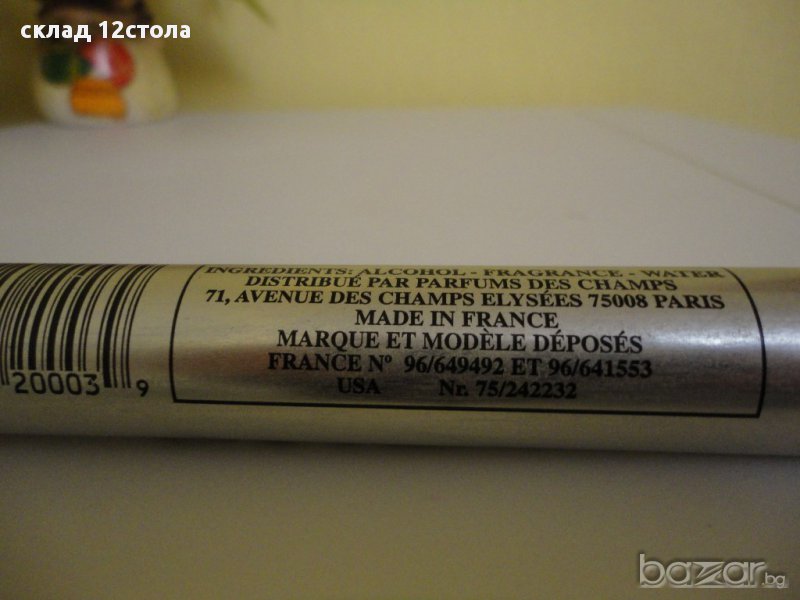 склад 12стола
INGREDIENTS: ALCOHOL - FRAGRANCE - WATER
DISTRIBUÉ PAR PARFUMS DES CHAMPS
71, AVENUE DES CHAMPS ELYSÉES 75008 PARIS
MADE IN FRANCE
MARQUE ET MODÈLE DÉPOSÉS
FRANCE Nº 96/649492 ET 96/641553
USA Nr. 75/242232
20003 9
bazar.bg